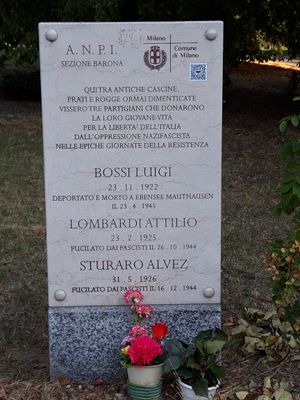 A.N.P.I.
SEZIONE BARONA
Milano
Comune
di Milano
QUI TRA ANTICHE CASCINE,
PRATI E ROGGE ORMAI DIMENTICATE
VISSERO TRE PARTIGIANI CHE DONARONO
LA LORO GIOVANE VITA
PER LA LIBERTA' DELL'ITALIA
DALL'OPPRESSIONE NAZIFASCISTA
NELLE EPICHE GIORNATE DELLA RESISTENZA
BOSSI LUIGI
23 . 11 . 1922
DEPORTATO E MORTO A EBENSEE MAUTHAUSEN
IL 23 . 4 . 1945
LOMBARDI ATTILIO
23 . 2 . 1925
FUCILATO DAI FASCISTI IL 26 . 10 . 1944
STURARO ALVEZ
31 . 5 . 1926
FUCILATO DAI FASCISTI IL 16 . 12 . 1944